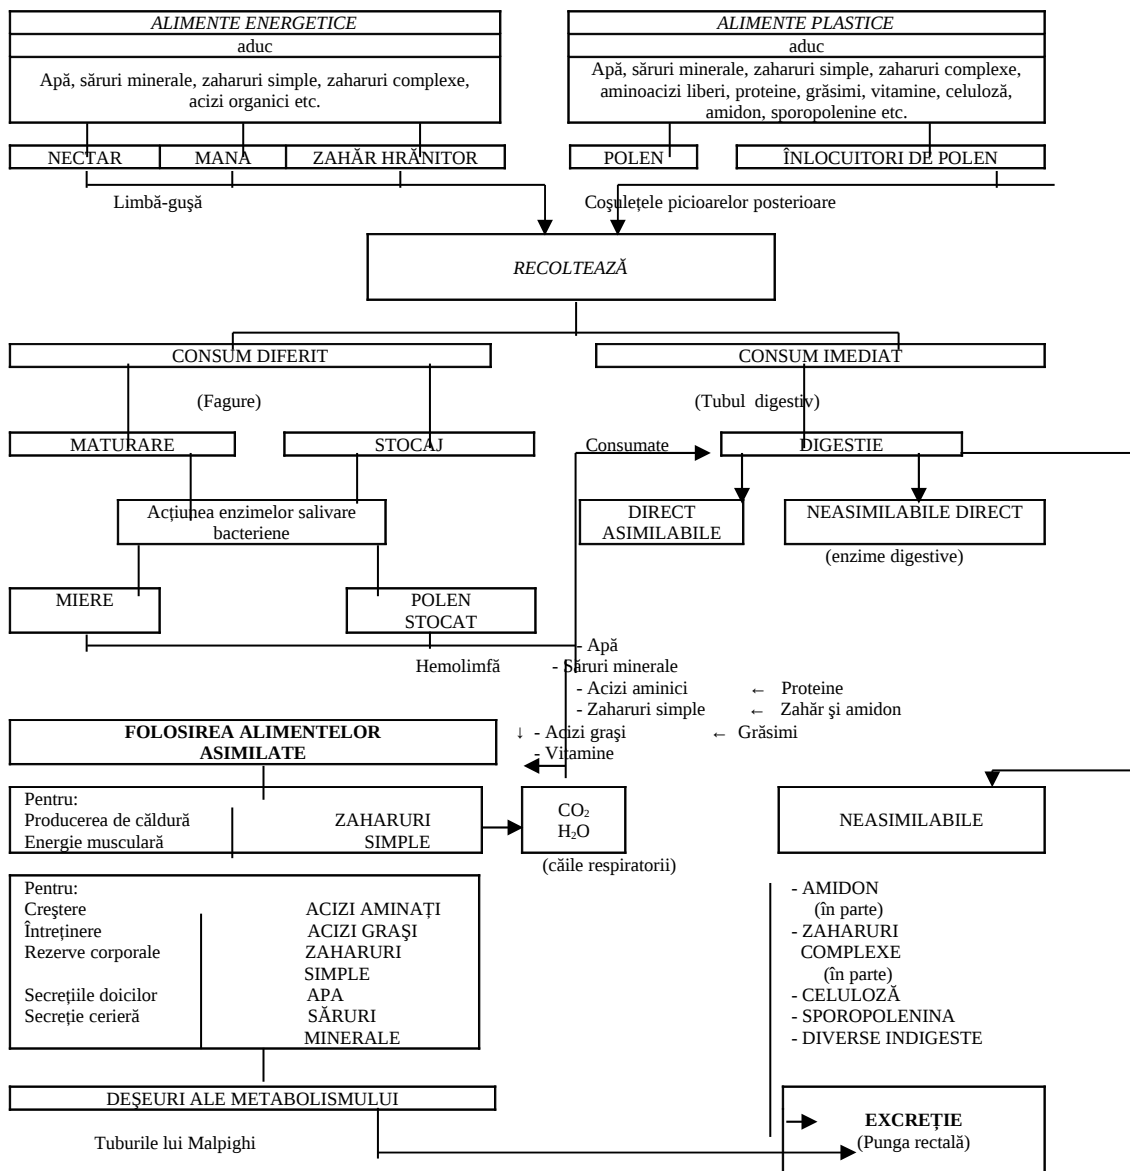 ALIMENTE ENERGETICE
aduc
Apă, săruri minerale, zaharuri simple, zaharuri complexe,
acizi organici etc.
ALIMENTE PLASTICE
aduc
Apă, săruri minerale, zaharuri simple, zaharuri complexe,
aminoacizi liberi, proteine, grăsimi, vitamine, celuloză,
amidon, sporopolenine etc.
NECTAR
MANA
ZAHĂR HRĂNITOR
POLEN
ÎNLOCUITORI DE POLEN
Limbă-guşă
Coşuleţele picioarelor posterioare
RECOLTEAZĂ
CONSUM DIFERIT
CONSUM IMEDIAT
(Fagure)
(Tubul digestiv)
MATURARE
STOCAJ
Consumate
DIGESTIE
Acţiunea enzimelor salivare
bacteriene
DIRECT
ASIMILABILE
NEASIMILABILE DIRECT
(enzime digestive)
MIERE
POLEN
STOCAT
- Apă
Hemolimfă - Săruri minerale
- Acizi aminici ← Proteine
- Zaharuri simple ← Zahăr şi amidon
↓ - Acizi graşi ← Grăsimi
- Vitamine
FOLOSIREA ALIMENTELOR
ASIMILATE
Pentru:
Producerea de căldură ZAHARURI
Energie musculară SIMPLE
CO₂
H₂O
(căile respiratorii)
NEASIMILABILE
Pentru:
Creştere ACIZI AMINAŢI
Întreţinere ACIZI GRAŞI
Rezerve corporale ZAHARURI
SIMPLE
Secreţiile doicilor APA
Secreţie cerieră SĂRURI
MINERALE
- AMIDON
(în parte)
- ZAHARURI
COMPLEXE
(în parte)
- CELULOZĂ
- SPOROPOLENINA
- DIVERSE INDIGESTE
DEŞEURI ALE METABOLISMULUI
Tuburile lui Malpighi
EXCREŢIE
(Punga rectală)